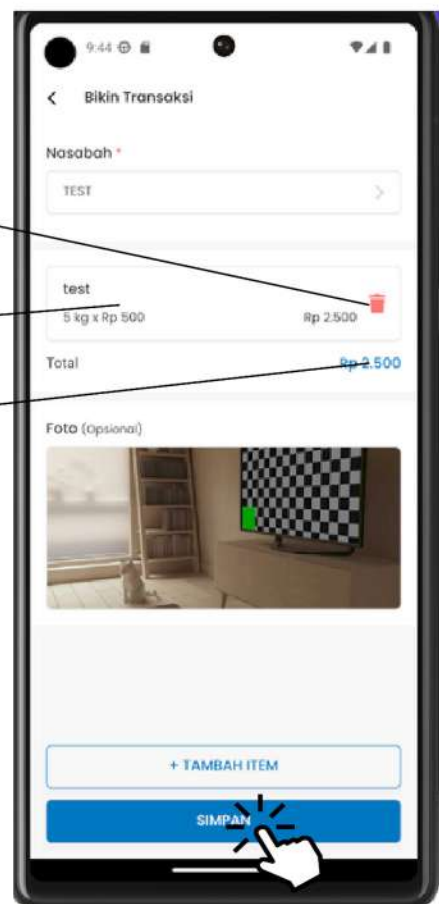 9:44
Bikin Transaksi
Nasabah *
TEST
test
5 kg x Rp 500
Rp 2.500
Total
Rp 2.500
Foto (Opsional)
+ TAMBAH ITEM
SIMPAN